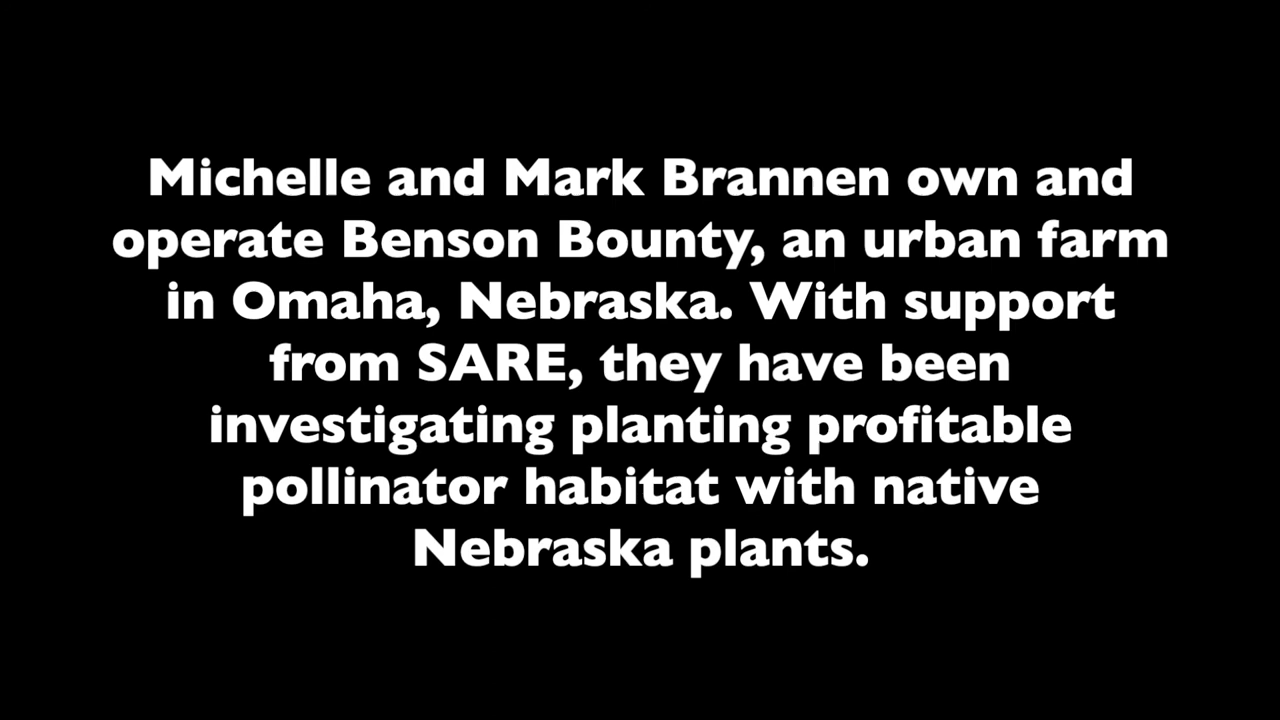 Michelle and Mark Brannen own and
operate Benson Bounty, an urban farm
in Omaha, Nebraska. With support
from SARE, they have been
investigating planting profitable
pollinator habitat with native
Nebraska plants.